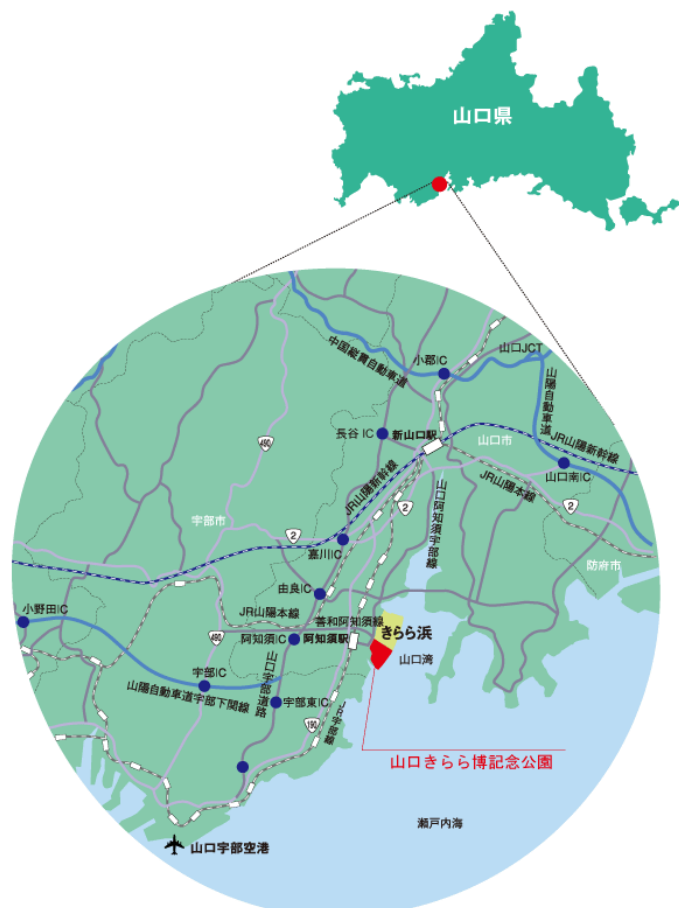 山口県
中国縦貫自動車道
小郡IC
山口JCT
山陽自動車道
490
長谷IC
新山口駅
山口市
JR山陽新幹線
山口南IC
JR山陽新幹線
JR山陽本線
2
宇部市
2
2
嘉川IC
山口阿知須宇部線
防府市
由良IC
小野田IC
JR山陽本線
善和阿知須線
きらら浜
490
阿知須IC
阿知須駅
山口湾
宇部IC
山陽自動車道宇部下関線
山口宇部道路
宇部東IC
190
JR宇部線
山口きらら博記念公園
瀬戸内海
山口宇部空港